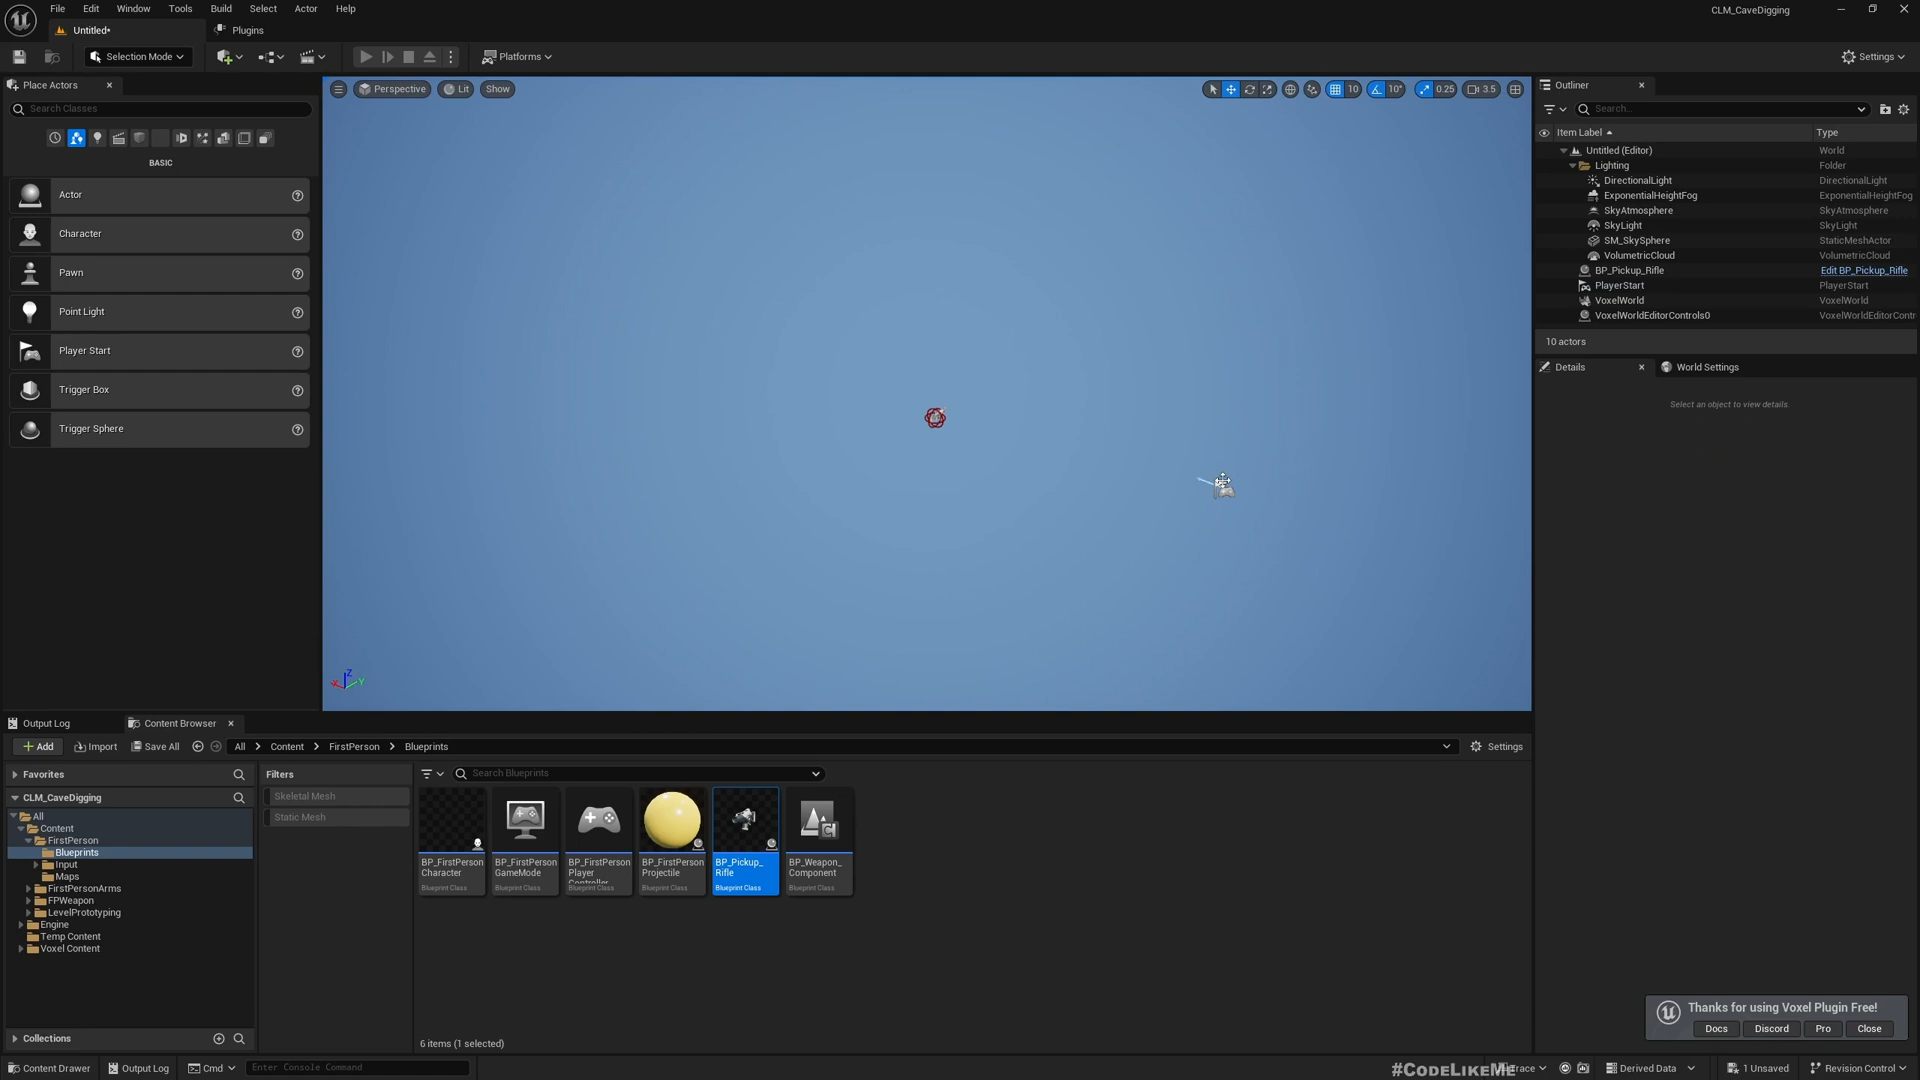 File Edit Window Tools Build Select Actor Help
CLM_CaveDigging
Untitled*
Plugins
Selection Mode
Platforms
Settings
Place Actors
Search Classes
BASIC
Actor
Character
Pawn
Point Light
Player Start
Trigger Box
Trigger Sphere
Perspective
Lit
Show
10
10°
0.25
3.5
X
Z
Y
Outliner
Search...
Item Label
Type
Untitled (Editor) World
Lighting Folder
DirectionalLight DirectionalLight
ExponentialHeightFog ExponentialHeightFog
SkyAtmosphere SkyAtmosphere
SkyLight SkyLight
SM_SkySphere StaticMeshActor
VolumetricCloud VolumetricCloud
BP_Pickup_Rifle Edit BP_Pickup_Rifle
PlayerStart PlayerStart
VoxelWorld VoxelWorld
VoxelWorldEditorControls0 VoxelWorldEditorContr
10 actors
Details
World Settings
Select an object to view details.
Output Log
Content Browser
Add
Import
Save All
All > Content > FirstPerson > Blueprints
Settings
Favorites
CLM_CaveDigging
All
Content
FirstPerson
Blueprints
Input
Maps
FirstPersonArms
FPWeapon
LevelPrototyping
Engine
Temp Content
Voxel Content
Collections
Filters
Skeletal Mesh
Static Mesh
Search Blueprints
BP_FirstPerson
Character
Blueprint Class
BP_FirstPerson
GameMode
Blueprint Class
BP_FirstPerson
Player
Controller
Blueprint Class
BP_FirstPerson
Projectile
Blueprint Class
BP_Pickup_
Rifle
Blueprint Class
BP_Weapon_
Component
Blueprint Class
6 items (1 selected)
Thanks for using Voxel Plugin Free!
Docs
Discord
Pro
Close
Content Drawer
Output Log
Cmd
Enter Console Command
#CodeLikeMe
Trace
Derived Data
1 Unsaved
Revision Control